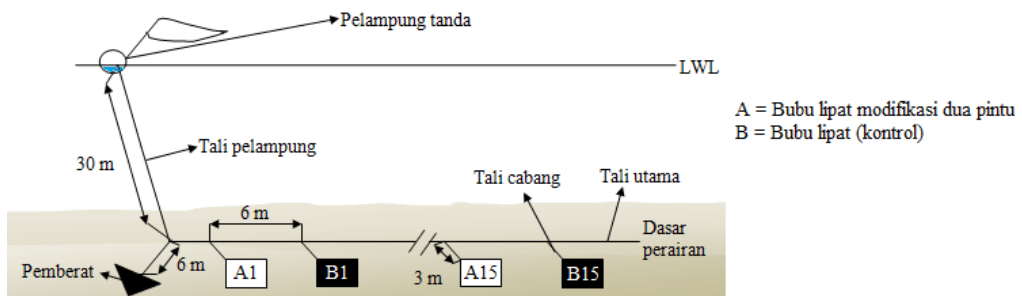 Pelampung tanda
LWL
A = Bubu lipat modifikasi dua pintu
B = Bubu lipat (kontrol)
Tali pelampung
30 m
Tali cabang
Tali utama
6 m
Dasar
perairan
Pemberat
6 m
A1
B1
3 m
A15
B15